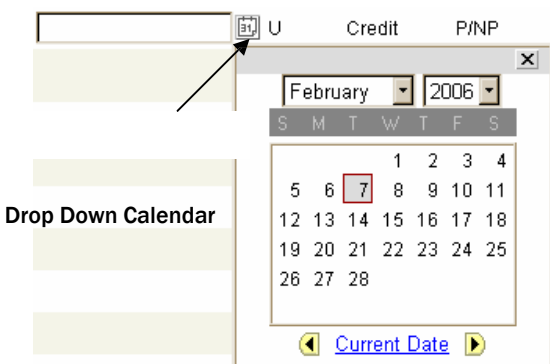 31 U Credit P/NP
X
February 2006
S M T W T F S
1 2 3 4
5 6 7 8 9 10 11
Drop Down Calendar
12 13 14 15 16 17 18
19 20 21 22 23 24 25
26 27 28
Current Date